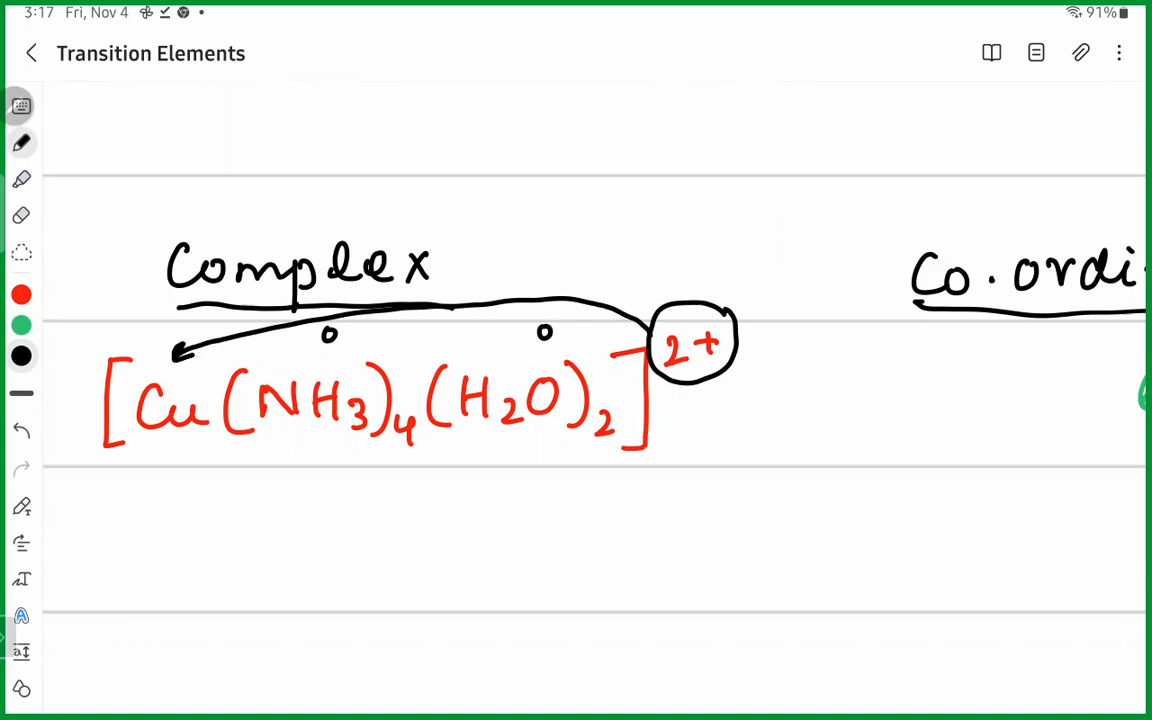 3:17 Fri, Nov 4
91%
Transition Elements
Complex
Co.ordi
o o
[Cu(NH₃)₄(H₂O)₂]²⁺